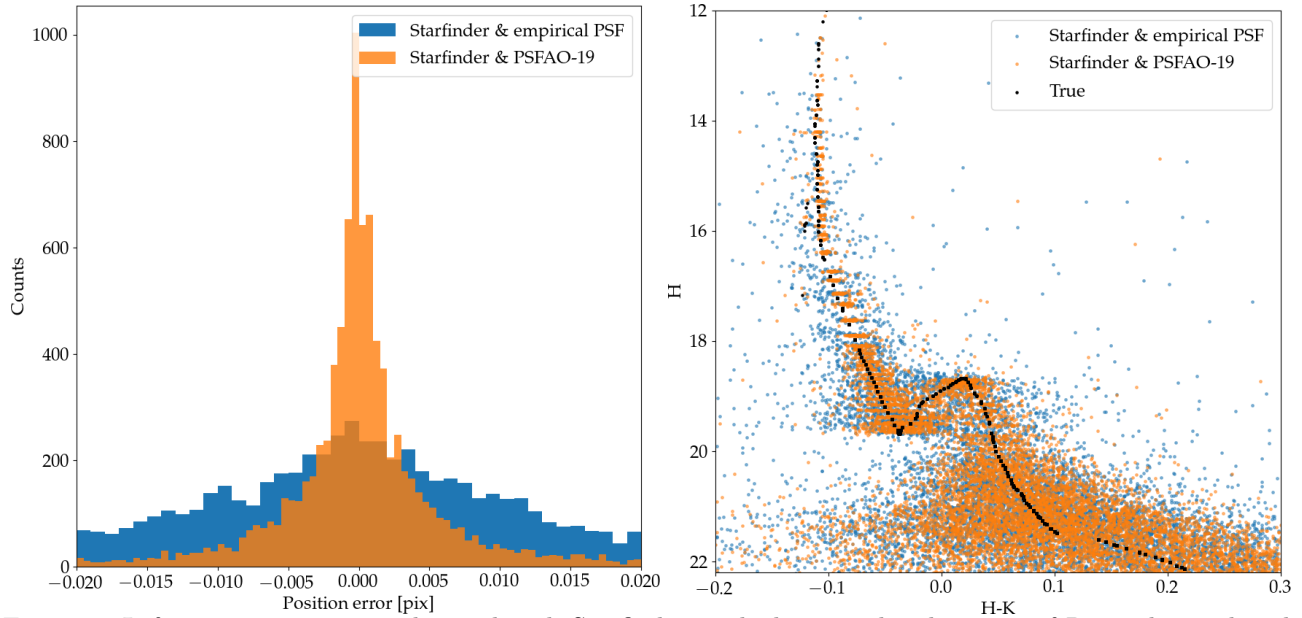 Starfinder & empirical PSF
Starfinder & PSFAO-19
Counts
1000
800
600
400
200
0
−0.020 −0.015 −0.010 −0.005 0.000 0.005 0.010 0.015 0.020
Position error [pix]
Starfinder & empirical PSF
Starfinder & PSFAO-19
True
H
12
14
16
18
20
22
−0.2 −0.1 0.0 0.1 0.2 0.3
H-K